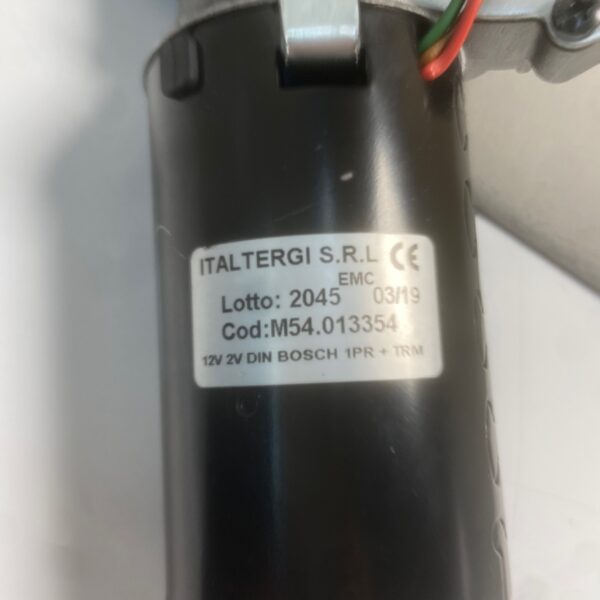 ITALTERGI S.R.L CE
EMC
Lotto: 2045 03/19
Cod:M54.013354
12V 2V DIN BOSCH 1PR + TRM